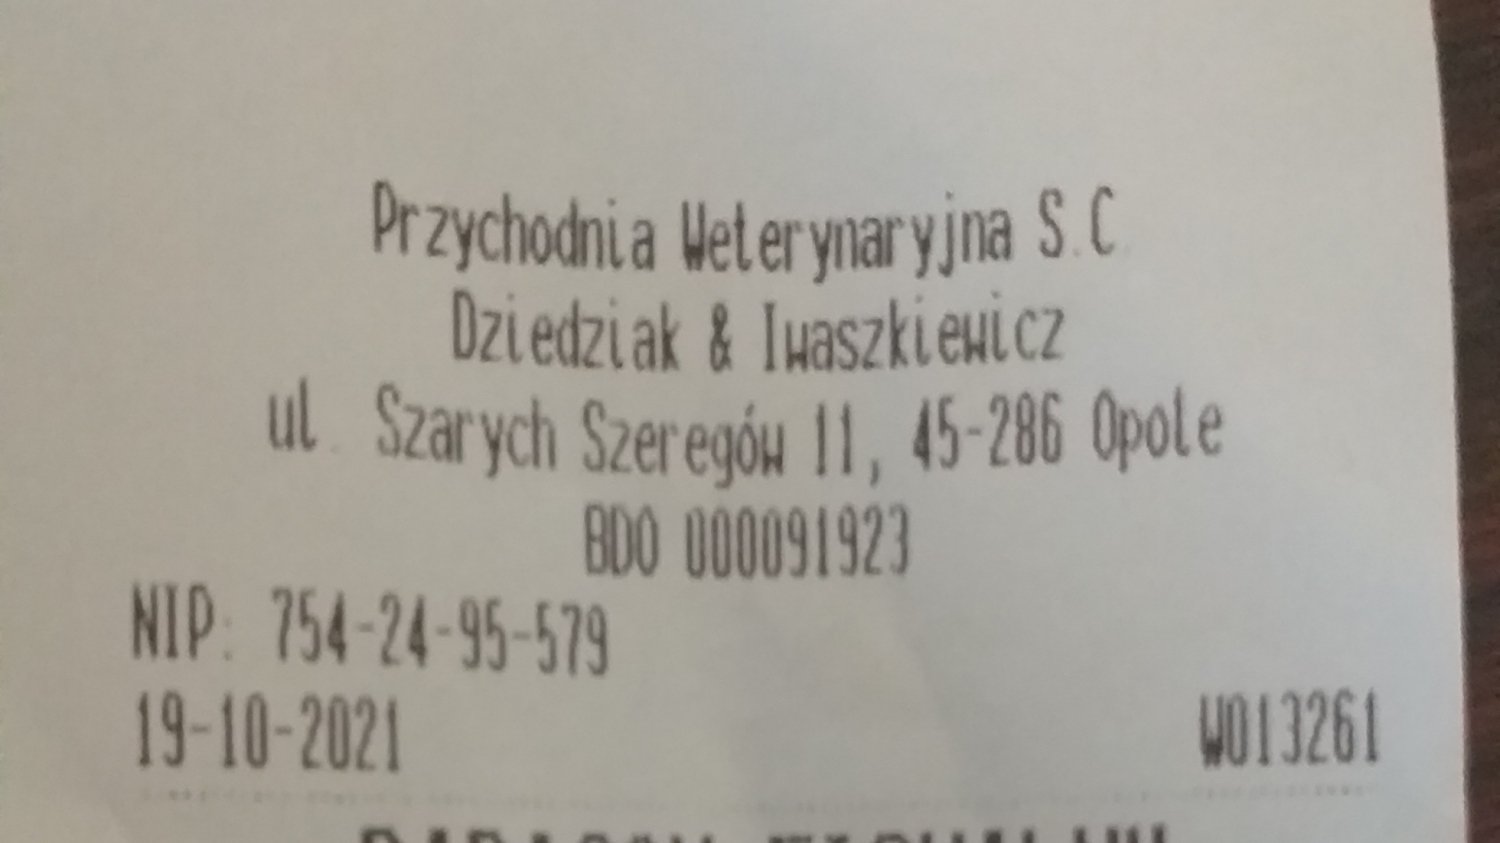 Przychodnia Weterynaryjna S.C.
Dziedziak & Iwaszkiewicz
ul. Szarych Szeregów 11, 45-286 Opole
BDO 000091923
NIP: 754-24-95-579
19-10-2021 W013261